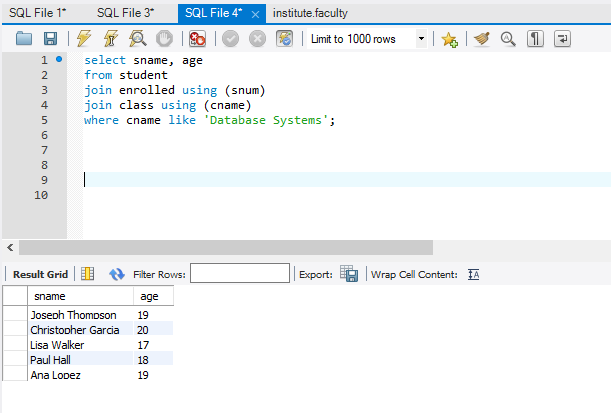 SQL File 1* SQL File 3* SQL File 4* × institute.faculty
Limit to 1000 rows
1 select sname, age
2 from student
3 join enrolled using (snum)
4 join class using (cname)
5 where cname like 'Database Systems';
6
7
8
9
10
Result Grid Filter Rows: Export: Wrap Cell Content: IA
sname age
Joseph Thompson 19
Christopher Garcia 20
Lisa Walker 17
Paul Hall 18
Ana Lopez 19